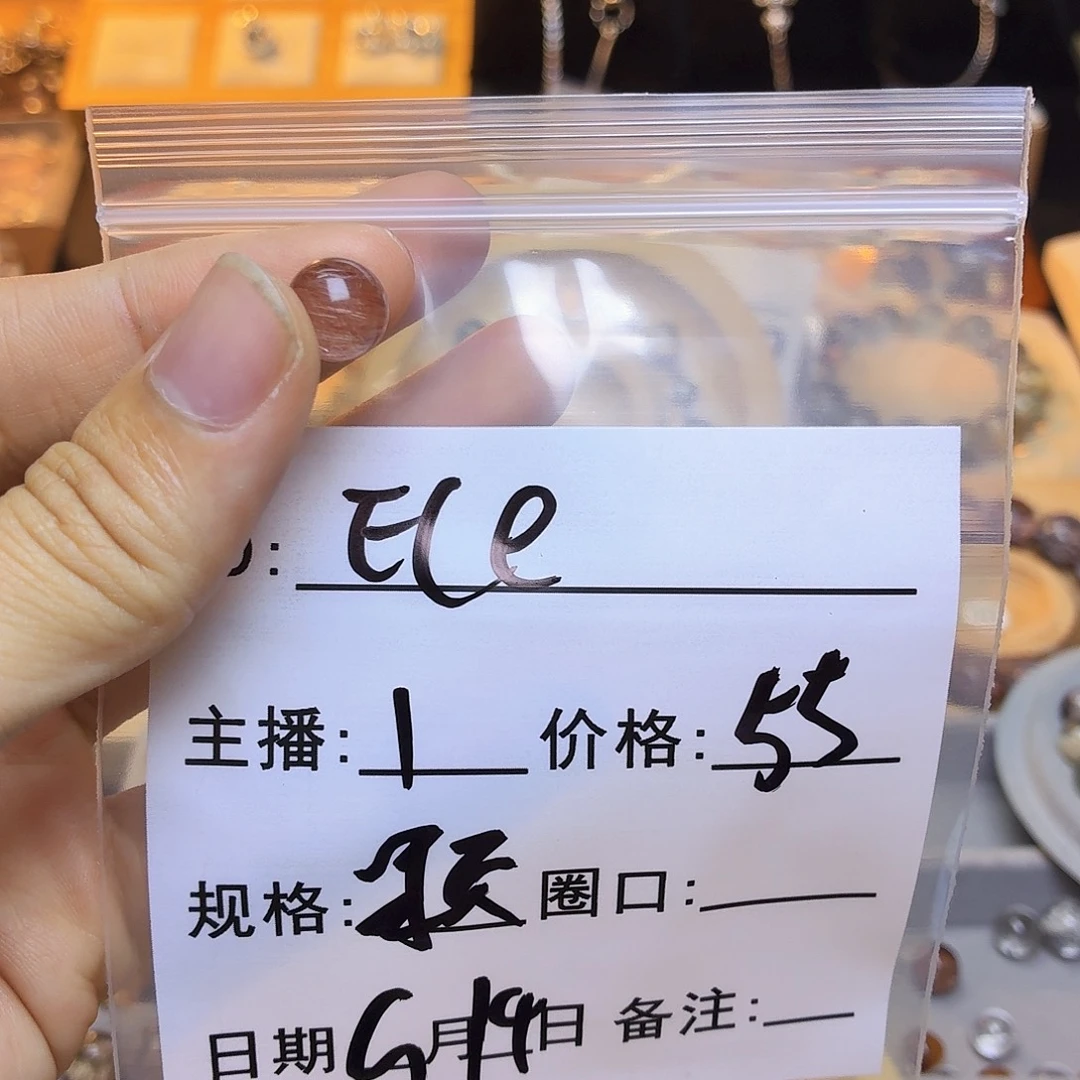 : ECe
主播: 1 价格: 55
规格: 圈口:
日期 6月19日 备注: